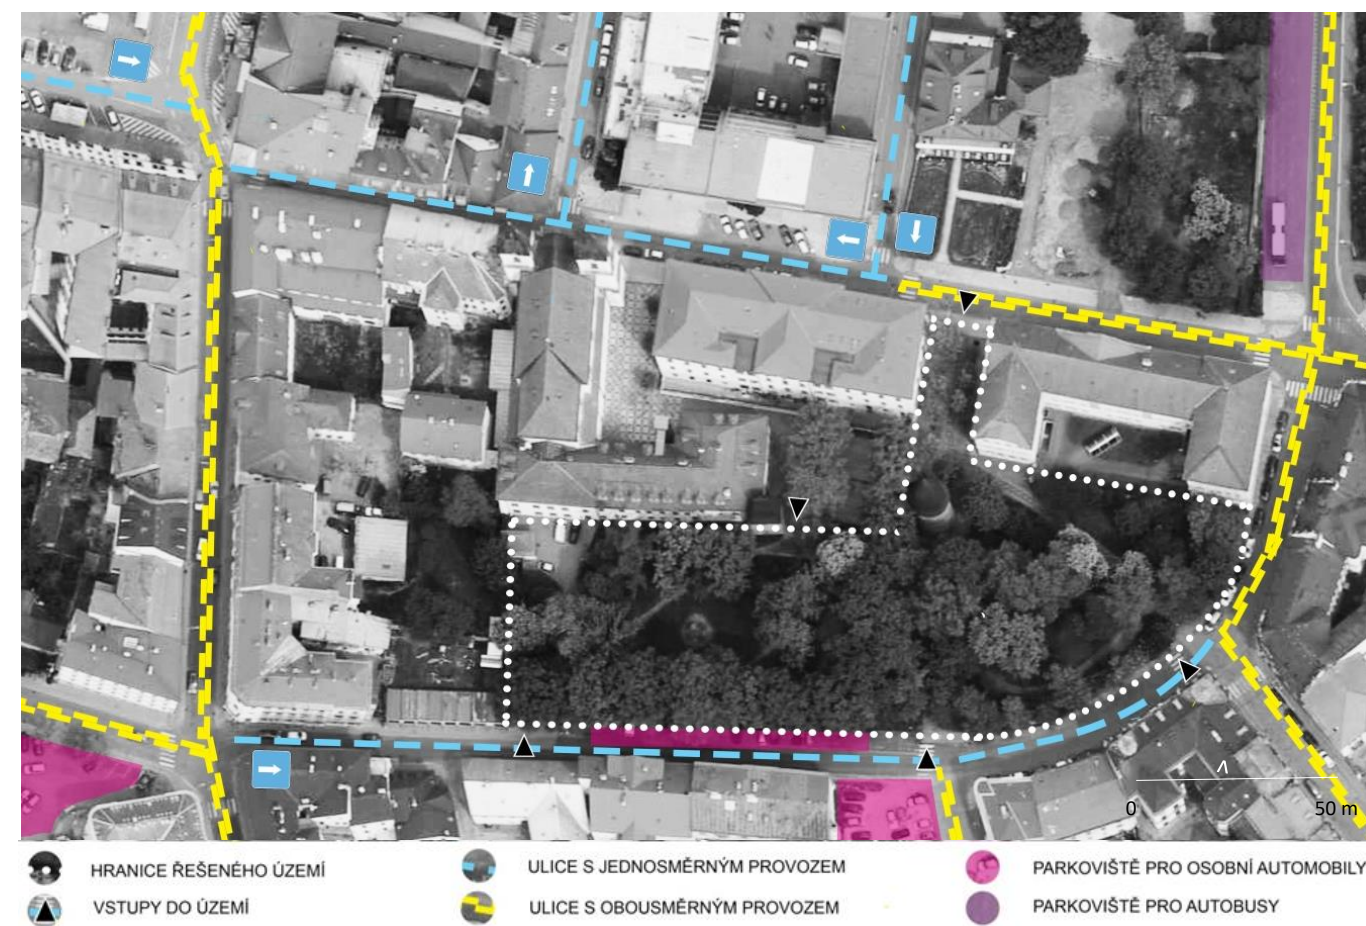 0 50 m
HRANICE ŘEŠENÉHO ÚZEMÍ
ULICE S JEDNOSMĚRNÝM PROVOZEM
PARKOVIŠTĚ PRO OSOBNÍ AUTOMOBILY
VSTUPY DO ÚZEMÍ
ULICE S OBOUSMĚRNÝM PROVOZEM
PARKOVIŠTĚ PRO AUTOBUSY